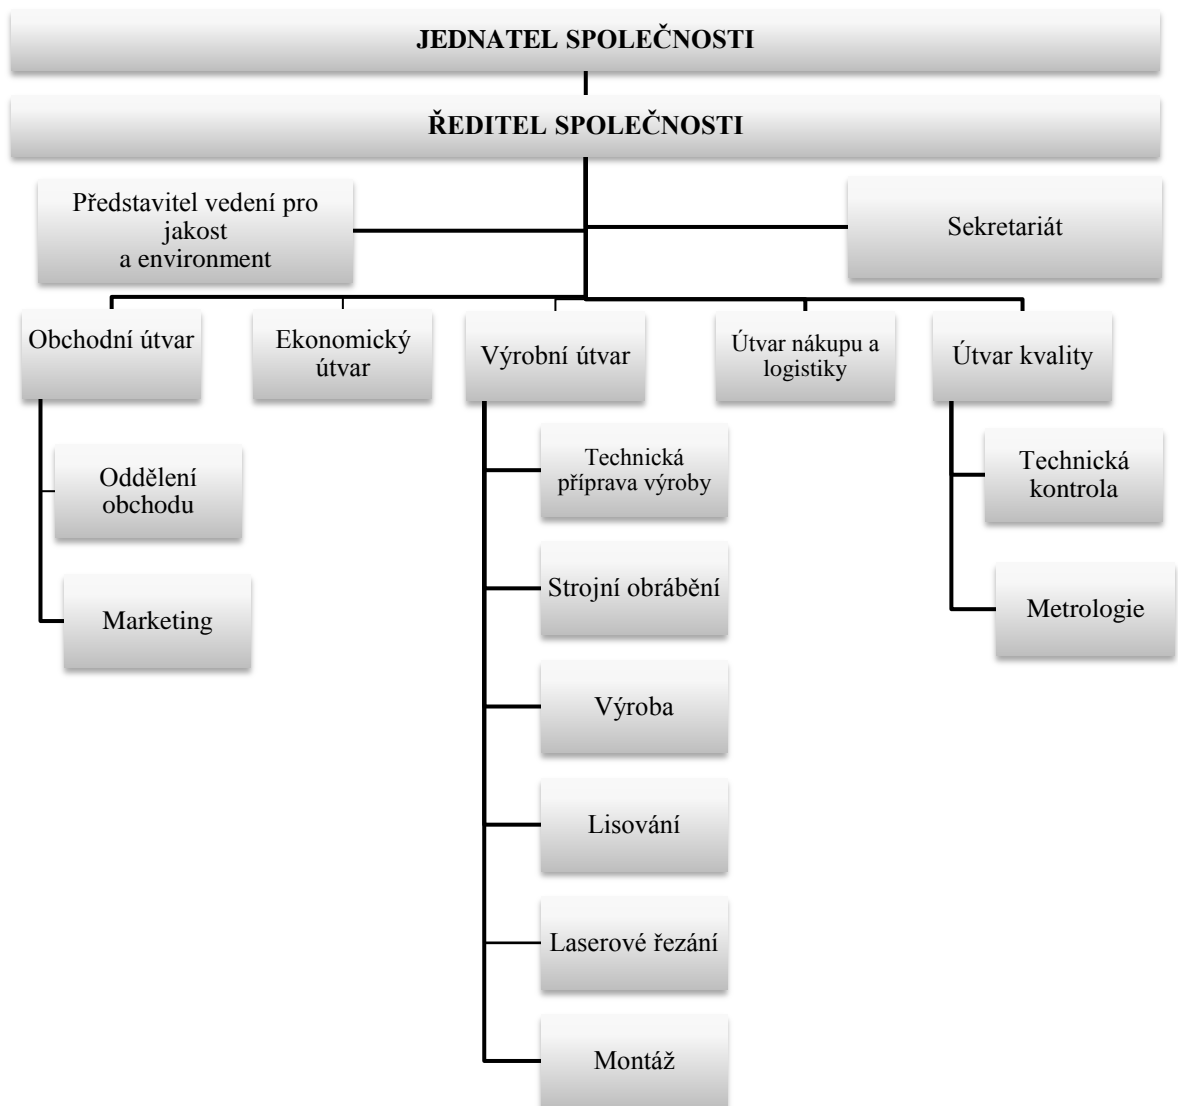 JEDNATEL SPOLEČNOSTI
ŘEDITEL SPOLEČNOSTI
Představitel vedení pro
jakost
a environment
Sekretariát
Obchodní útvar
Ekonomický
útvar
Výrobní útvar
Útvar nákupu a
logistiky
Útvar kvality
Oddělení
obchodu
Marketing
Technická
příprava výroby
Strojní obrábění
Výroba
Lisování
Laserové řezání
Montáž
Technická
kontrola
Metrologie